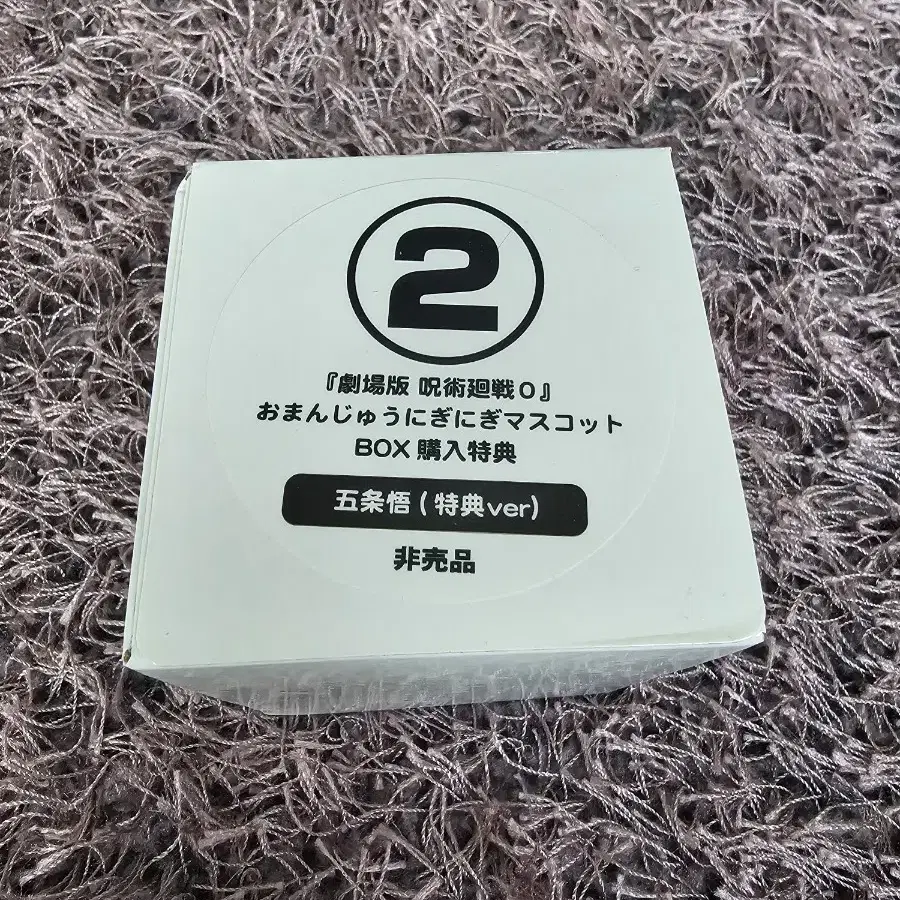 2
『劇場版 呪術廻戦0』
おまんじゅうにぎにぎマスコット
BOX 購入特典
五条悟 (特典ver)
非売品